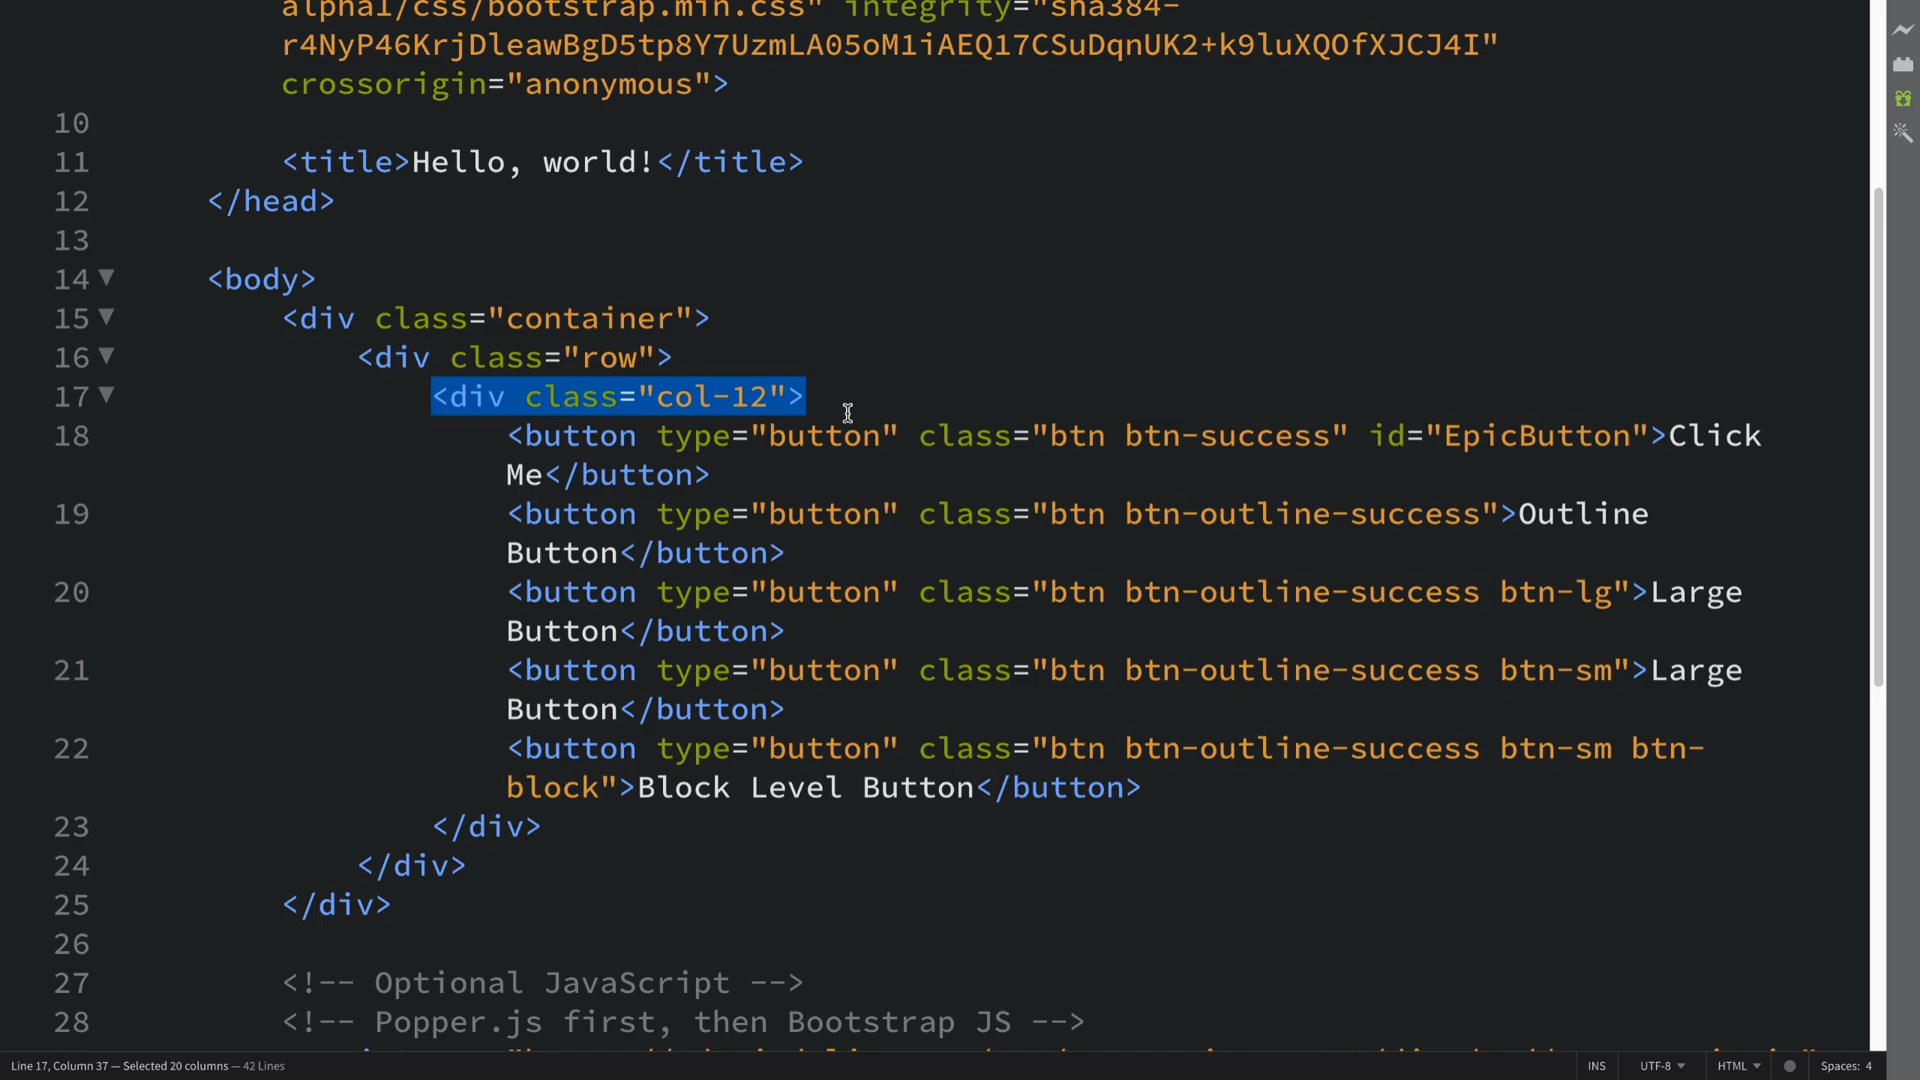 alpha1/css/bootstrap.min.css" integrity="sha384-
r4NyP46KrjDleawBgD5tp8Y7UzmLA05oM1iAEQ17CSuDqnUK2+k9luXQOfXJCJ4I"
crossorigin="anonymous">
10
11 <title>Hello, world!</title>
12 </head>
13
14 <body>
15 <div class="container">
16 <div class="row">
17 <div class="col-12">
18 <button type="button" class="btn btn-success" id="EpicButton">Click
Me</button>
19 <button type="button" class="btn btn-outline-success">Outline
Button</button>
20 <button type="button" class="btn btn-outline-success btn-lg">Large
Button</button>
21 <button type="button" class="btn btn-outline-success btn-sm">Large
Button</button>
22 <button type="button" class="btn btn-outline-success btn-sm btn-
block">Block Level Button</button>
23 </div>
24 </div>
25 </div>
26
27 <!-- Optional JavaScript -->
28 <!-- Popper.js first, then Bootstrap JS -->
Line 17, Column 37 — Selected 20 columns — 42 Lines INS UTF-8 HTML Spaces: 4